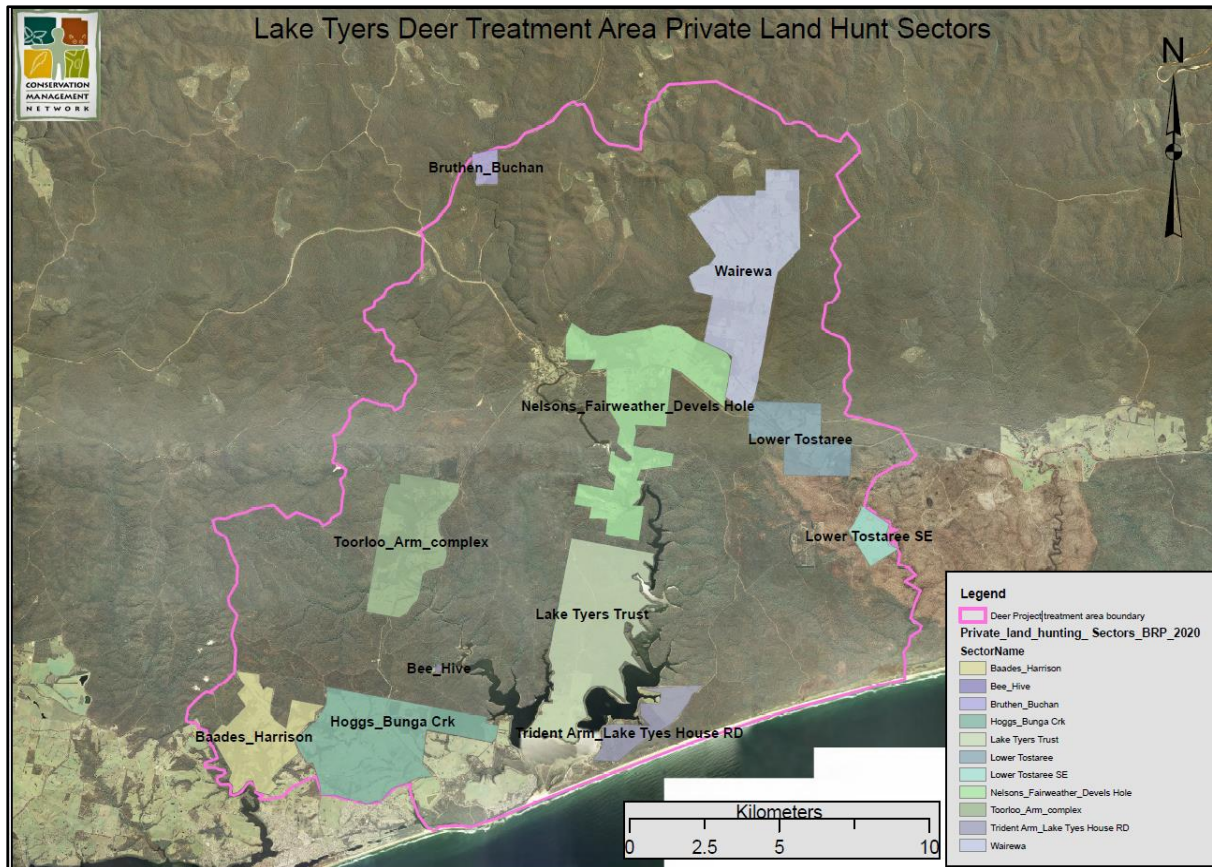 Lake Tyers Deer Treatment Area Private Land Hunt Sectors
CONSERVATION
MANAGEMENT
NETWORK
N
Bruthen_Buchan
Wairewa
Nelsons_Fairweather_Devels Hole
Lower Tostaree
Lower Tostaree SE
Toorloo_Arm_complex
Lake Tyers Trust
Bee_Hive
Hoggs_Bunga Crk
Baades_Harrison
Trident Arm_Lake Tyes House RD
Kilometers
0 2.5 5 10
Legend
Deer Project treatment area boundary
Private_land_hunting_ Sectors_BRP_2020
SectorName
Baades_Harrison
Bee_Hive
Bruthen_Buchan
Hoggs_Bunga Crk
Lake Tyers Trust
Lower Tostaree
Lower Tostaree SE
Nelsons_Fairweather_Devels Hole
Toorloo_Arm_complex
Trident Arm_Lake Tyes House RD
Wairewa